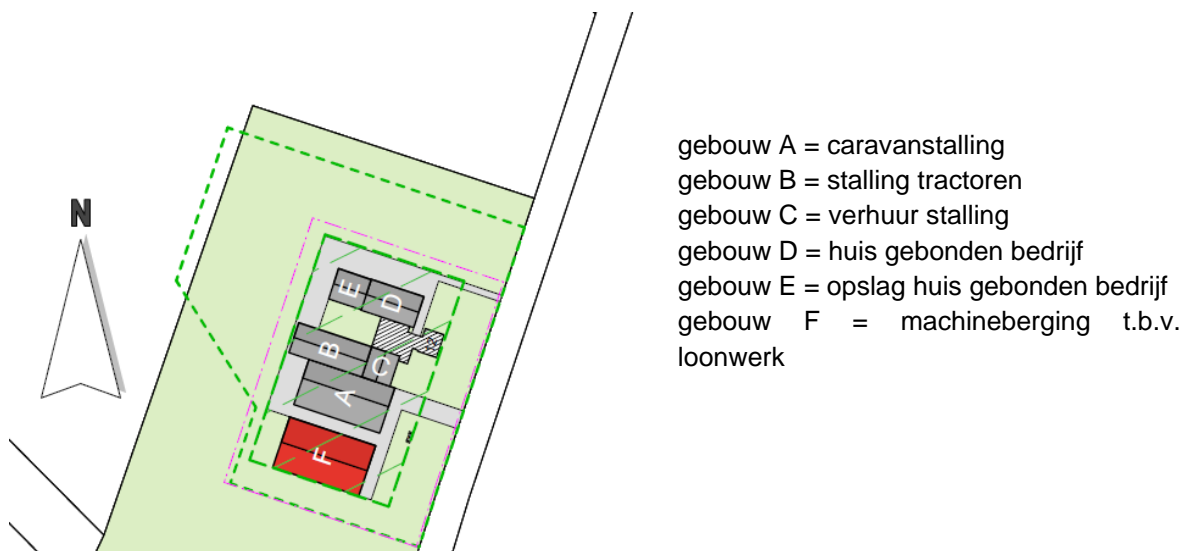 N
E
D
B
C
A
F
gebouw A = caravanstalling
gebouw B = stalling tractoren
gebouw C = verhuur stalling
gebouw D = huis gebonden bedrijf
gebouw E = opslag huis gebonden bedrijf
gebouw F = machineberging t.b.v.
loonwerk